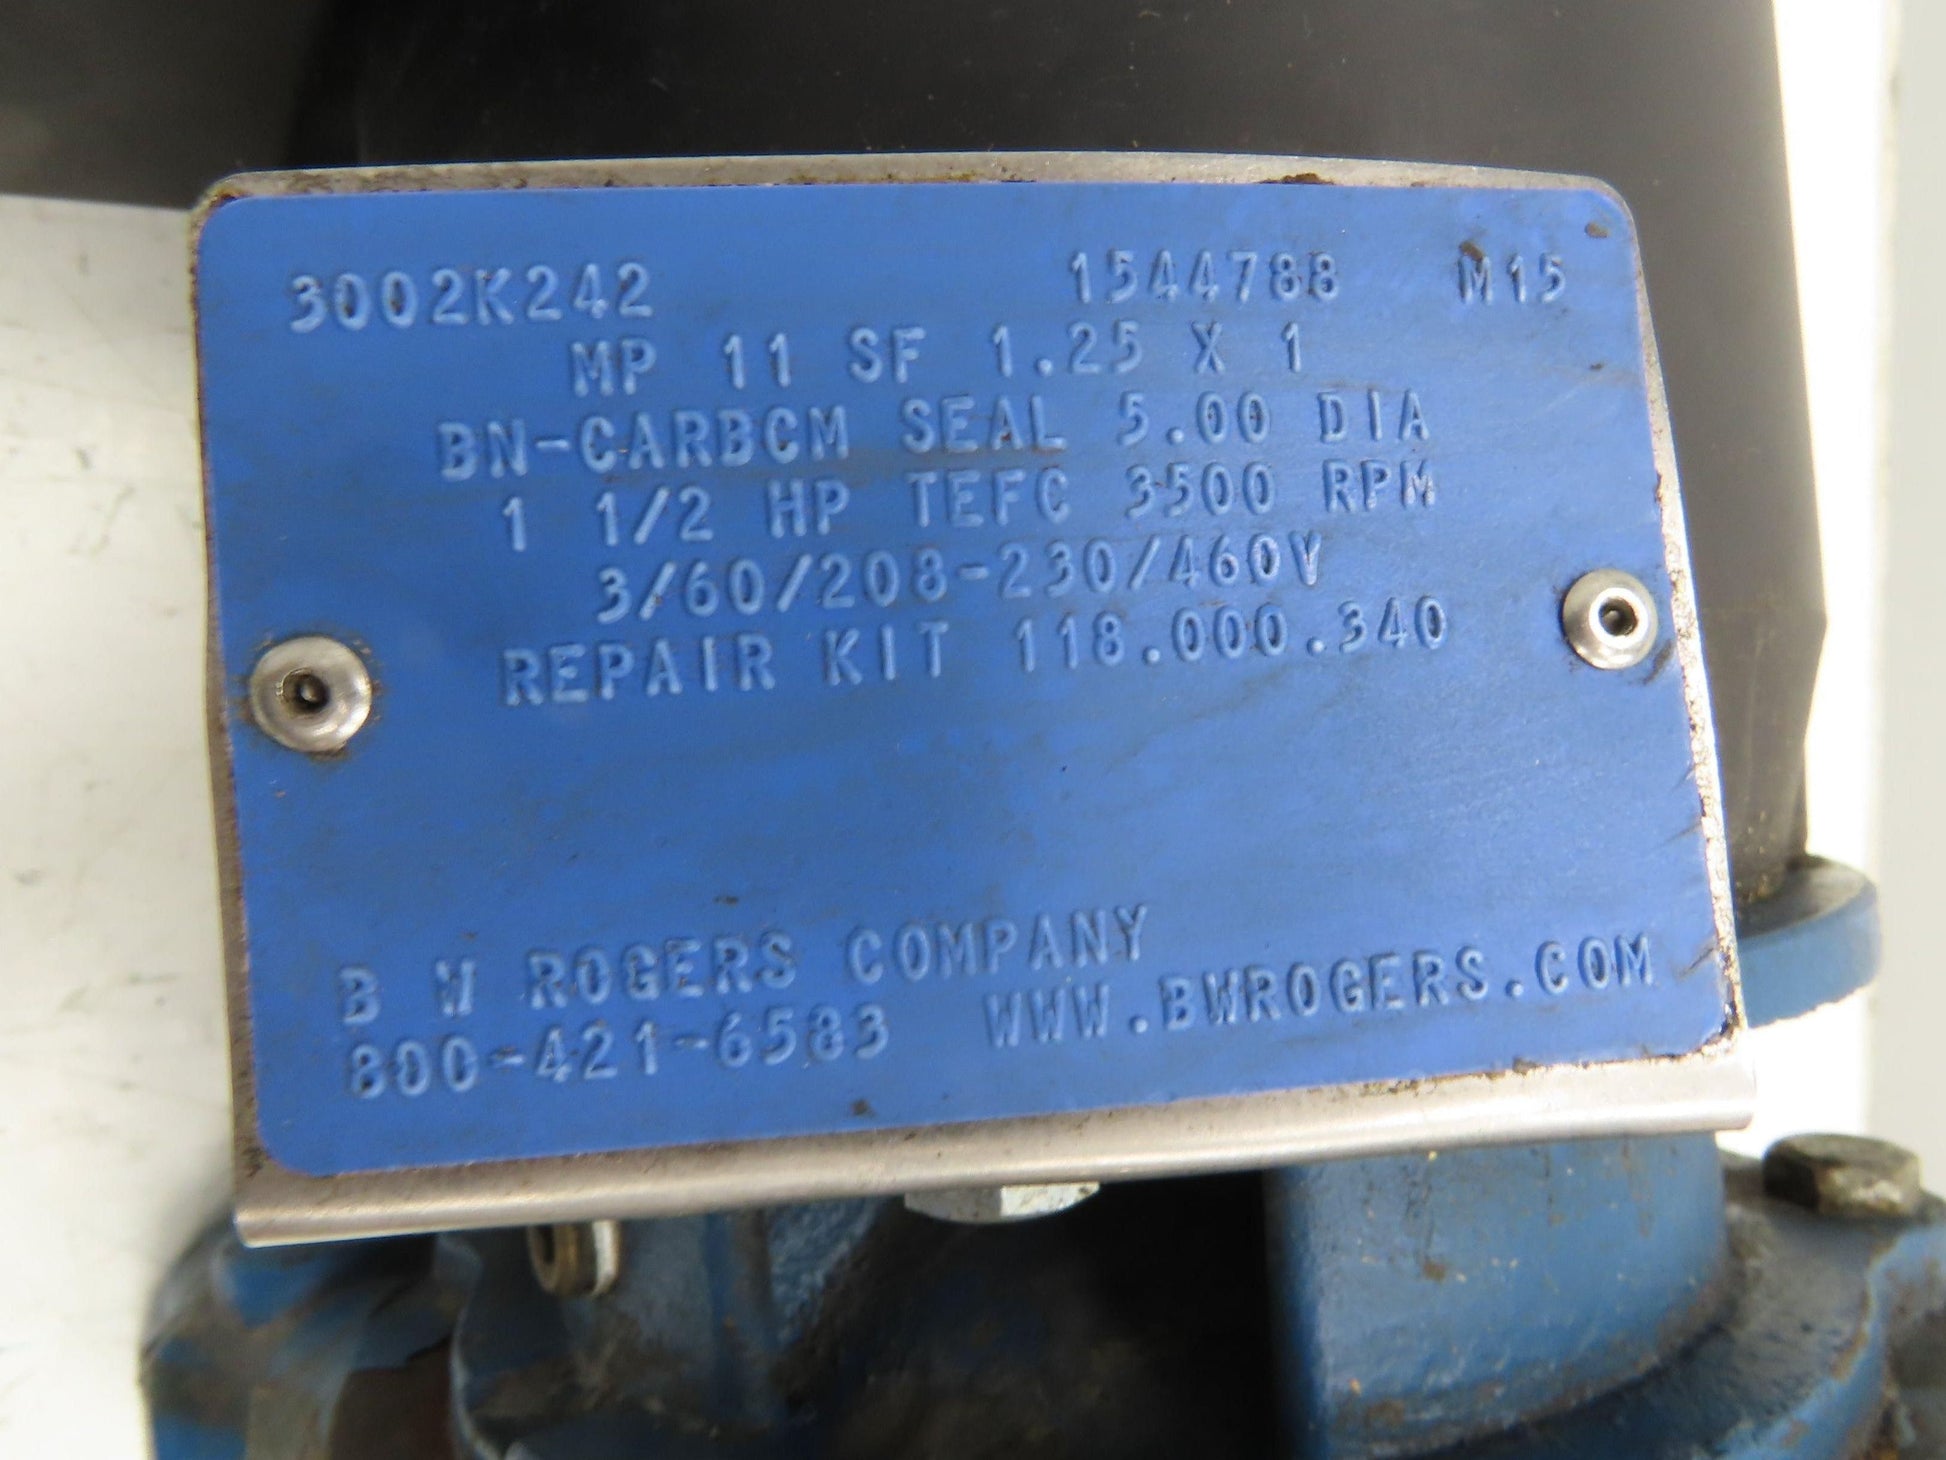 3002K242 1544788 M15
MP 11 SF 1.25 X 1
BN-CARBCM SEAL 5.00 DIA
1 1/2 HP TEFC 3500 RPM
3/60/208-230/460V
REPAIR KIT 118.000.340
B W ROGERS COMPANY
800-421-6583 WWW.BWROGERS.COM